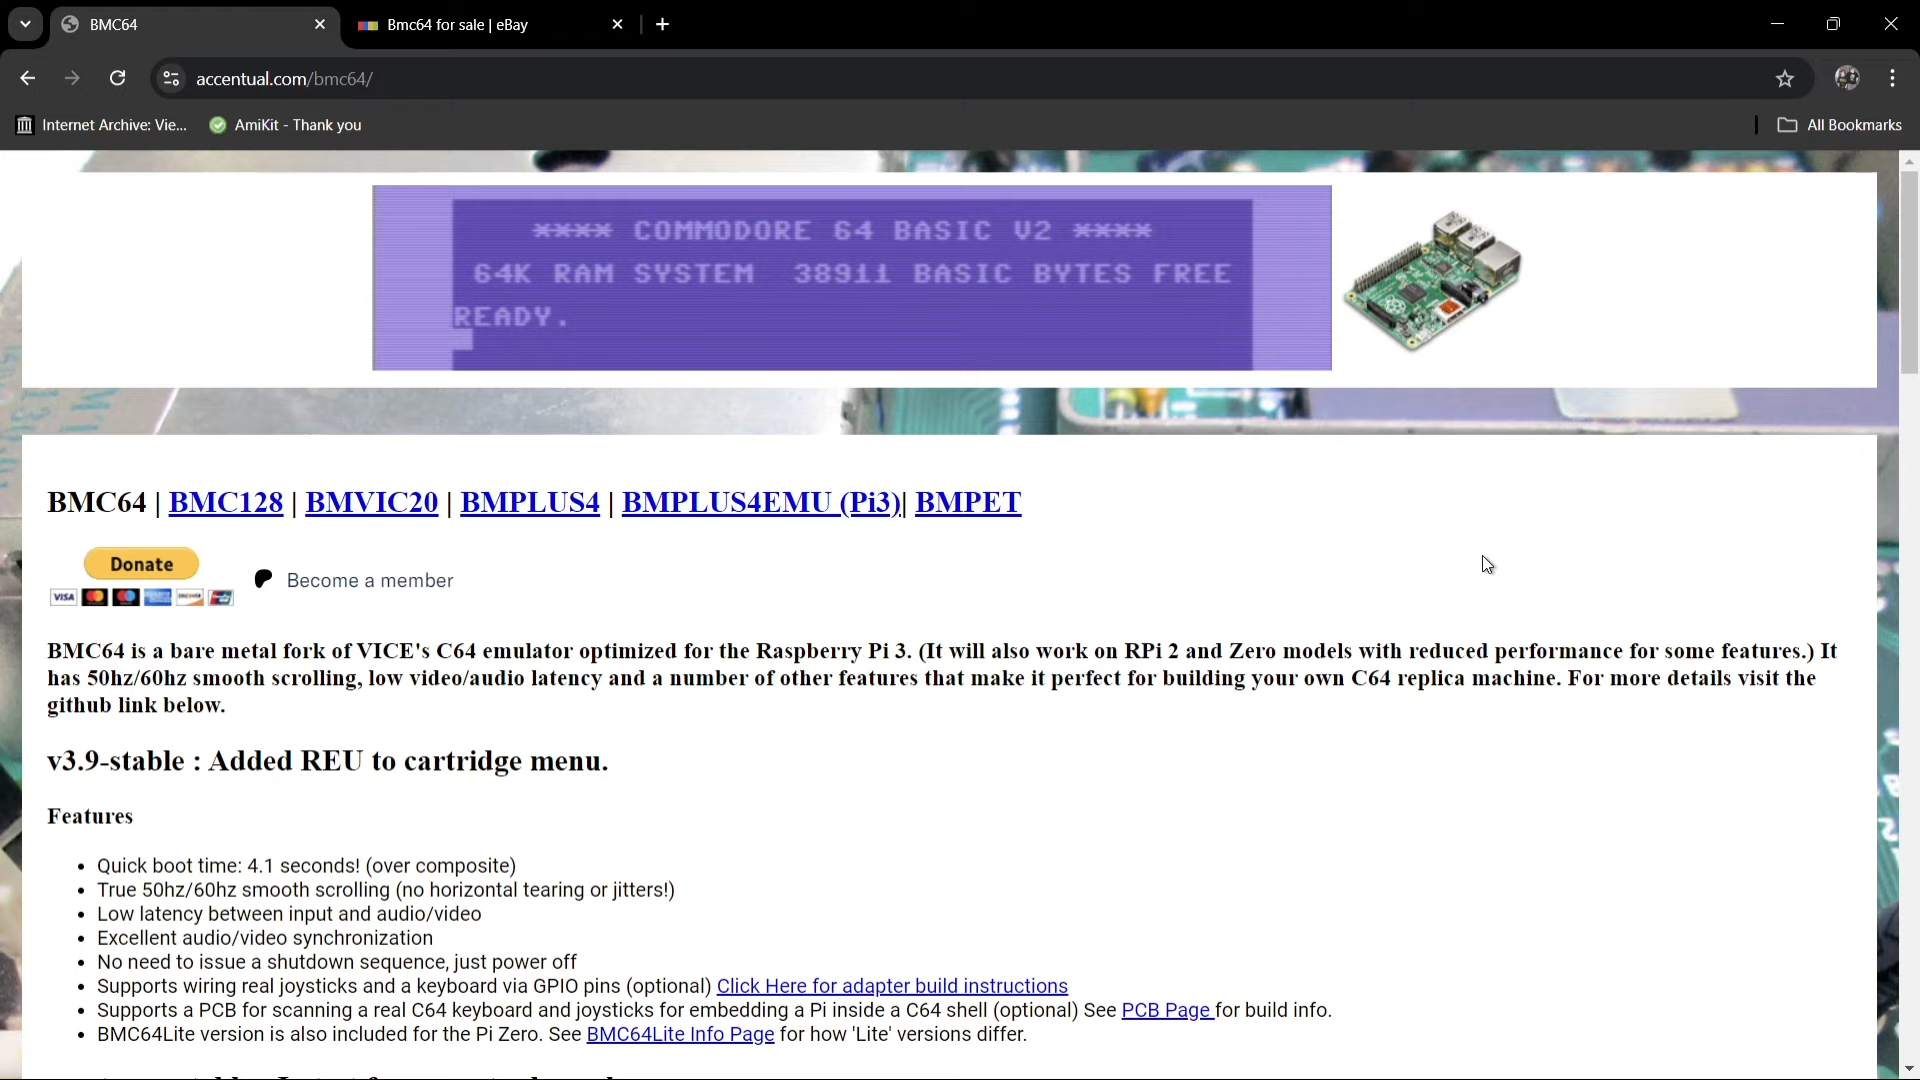 BMC64
Bmc64 for sale | eBay
accentual.com/bmc64/
Internet Archive: Vie...
AmiKit - Thank you
All Bookmarks
**** COMMODORE 64 BASIC V2 ****
64K RAM SYSTEM 38911 BASIC BYTES FREE
READY.
BMC64 | BMC128 | BMVIC20 | BMPLUS4 | BMPLUS4EMU (Pi3)| BMPET
Donate
Become a member
VISA
DISCOVER
BMC64 is a bare metal fork of VICE's C64 emulator optimized for the Raspberry Pi 3. (It will also work on RPi 2 and Zero models with reduced performance for some features.) It
has 50hz/60hz smooth scrolling, low video/audio latency and a number of other features that make it perfect for building your own C64 replica machine. For more details visit the
github link below.
v3.9-stable : Added REU to cartridge menu.
Features
• Quick boot time: 4.1 seconds! (over composite)
• True 50hz/60hz smooth scrolling (no horizontal tearing or jitters!)
• Low latency between input and audio/video
• Excellent audio/video synchronization
• No need to issue a shutdown sequence, just power off
• Supports wiring real joysticks and a keyboard via GPIO pins (optional) Click Here for adapter build instructions
• Supports a PCB for scanning a real C64 keyboard and joysticks for embedding a Pi inside a C64 shell (optional) See PCB Page for build info.
• BMC64Lite version is also included for the Pi Zero. See BMC64Lite Info Page for how 'Lite' versions differ.